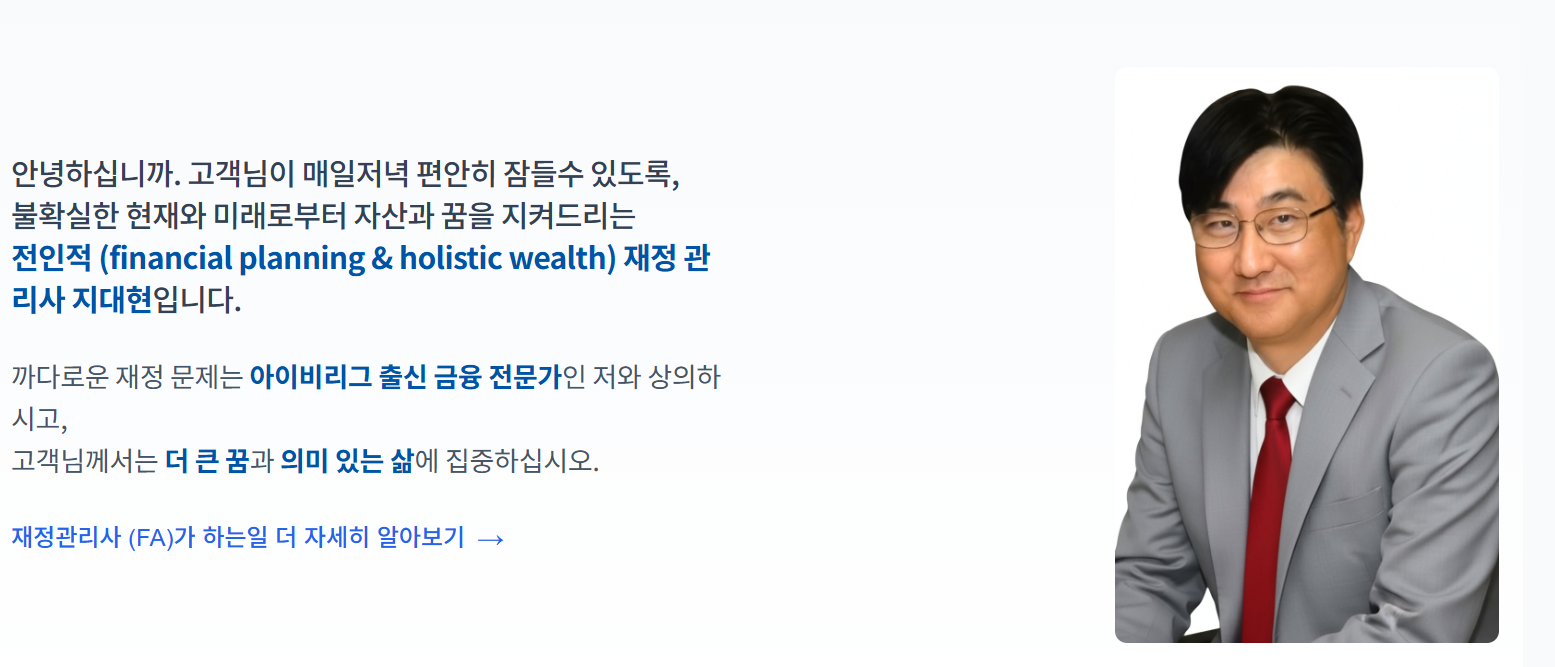 안녕하십니까. 고객님이 매일저녁 편안히 잠들수 있도록,
불확실한 현재와 미래로부터 자산과 꿈을 지켜드리는
전인적 (financial planning & holistic wealth) 재정 관
리사 지대현입니다.
까다로운 재정 문제는 아이비리그 출신 금융 전문가인 저와 상의하
시고,
고객님께서는 더 큰 꿈과 의미 있는 삶에 집중하십시오.
재정관리사 (FA)가 하는일 더 자세히 알아보기 →